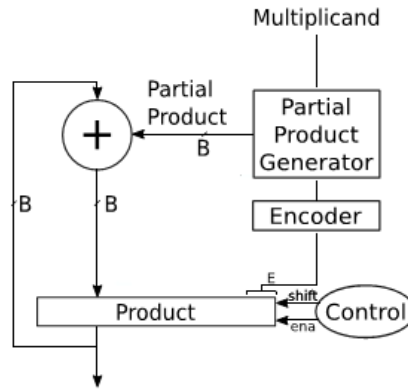 Multiplicand
Partial
Product
Partial
Product
Generator
+
B
B
B
Encoder
E
shift
Product
Control
ena